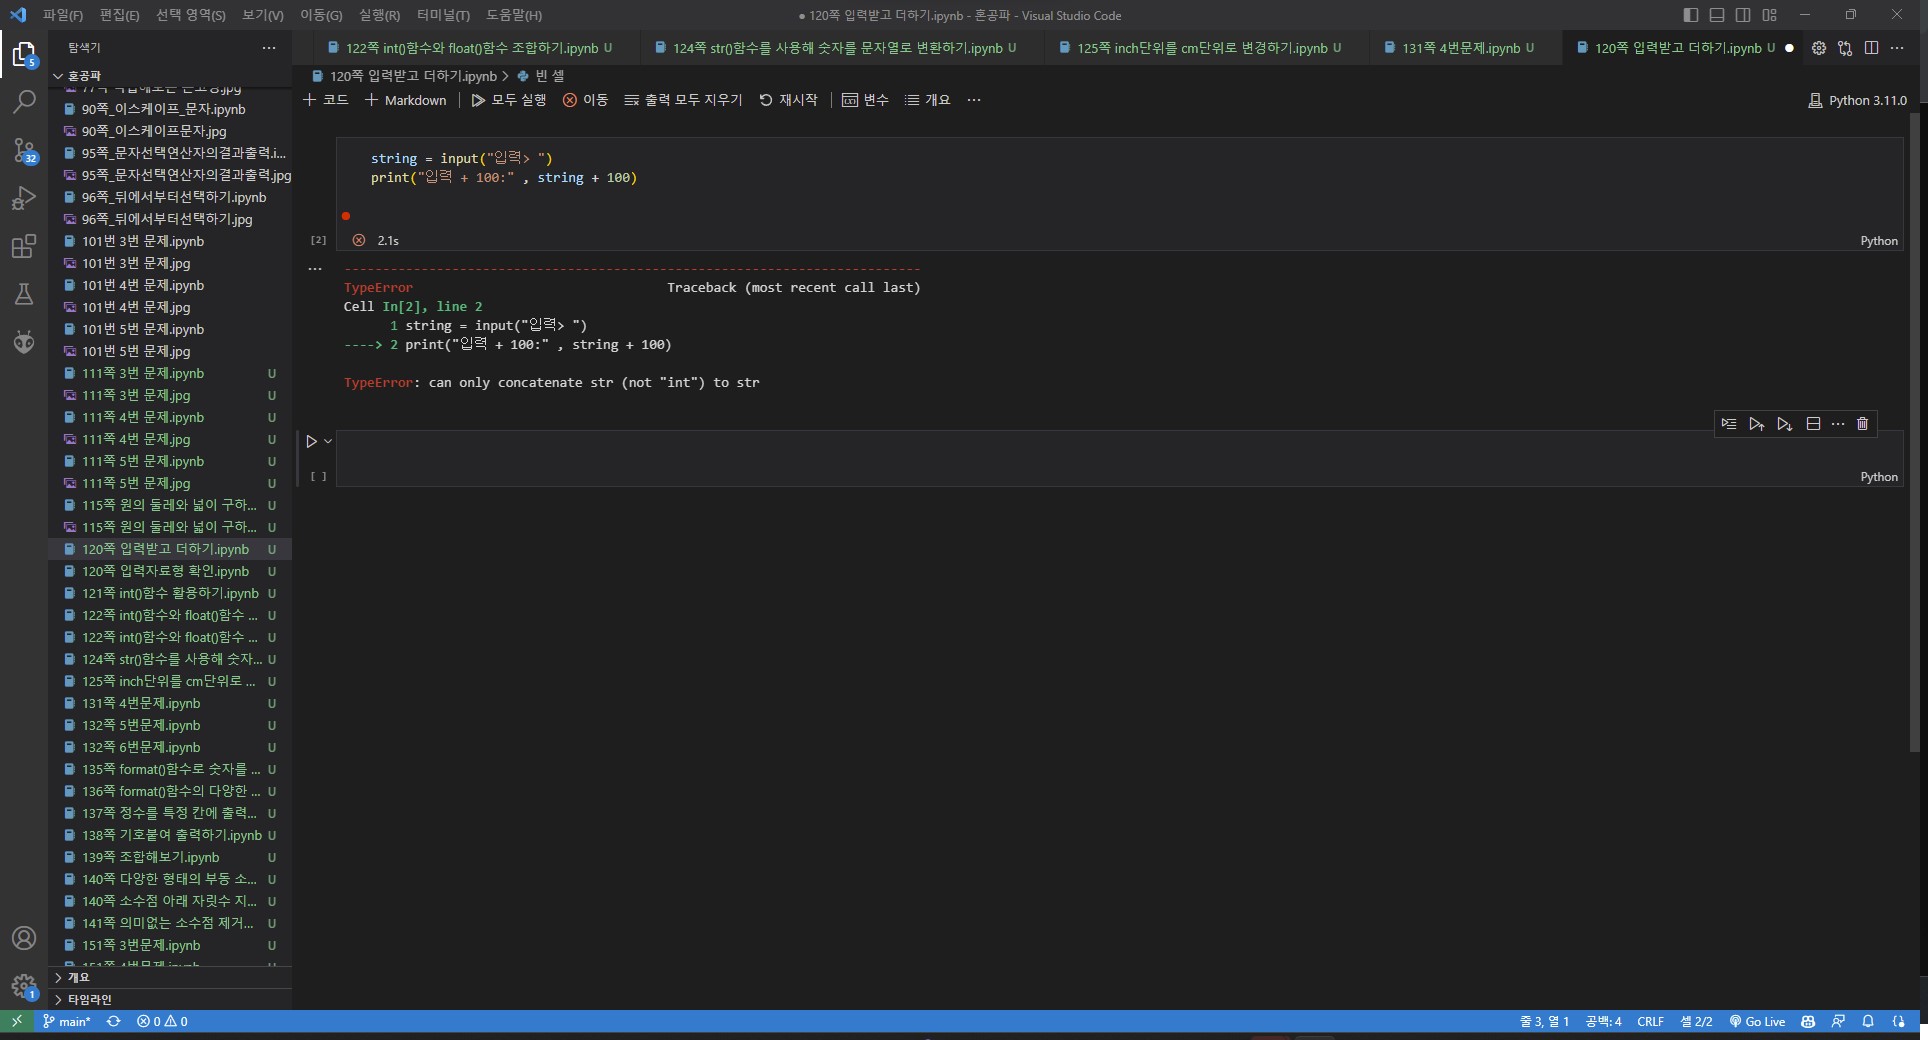 파일(F) 편집(E) 선택 영역(S) 보기(V) 이동(G) 실행(R) 터미널(T) 도움말(H)
● 120쪽 입력받고 더하기.ipynb - 혼공파 - Visual Studio Code
탐색기
혼공파
90쪽_이스케이프_문자.ipynb
90쪽_이스케이프문자.jpg
95쪽_문자선택연산자의결과출력.i...
95쪽_문자선택연산자의결과출력.jpg
96쪽_뒤에서부터선택하기.ipynb
96쪽_뒤에서부터선택하기.jpg
101번 3번 문제.ipynb
101번 3번 문제.jpg
101번 4번 문제.ipynb
101번 4번 문제.jpg
101번 5번 문제.ipynb
101번 5번 문제.jpg
111쪽 3번 문제.ipynb U
111쪽 3번 문제.jpg U
111쪽 4번 문제.ipynb U
111쪽 4번 문제.jpg U
111쪽 5번 문제.ipynb U
111쪽 5번 문제.jpg U
115쪽 원의 둘레와 넓이 구하... U
115쪽 원의 둘레와 넓이 구하... U
120쪽 입력받고 더하기.ipynb U
120쪽 입력자료형 확인.ipynb U
121쪽 int()함수 활용하기.ipynb U
122쪽 int()함수와 float()함수 ... U
122쪽 int()함수와 float()함수 ... U
124쪽 str()함수를 사용해 숫자... U
125쪽 inch단위를 cm단위로 ... U
131쪽 4번문제.ipynb U
132쪽 5번문제.ipynb U
132쪽 6번문제.ipynb U
135쪽 format()함수로 숫자를 ... U
136쪽 format()함수의 다양한 ... U
137쪽 정수를 특정 칸에 출력... U
138쪽 기호붙여 출력하기.ipynb U
139쪽 조합해보기.ipynb U
140쪽 다양한 형태의 부동 소... U
140쪽 소수점 아래 자릿수 지... U
141쪽 의미없는 소수점 제거... U
151쪽 3번문제.ipynb U
개요
타임라인
5
32
1
122쪽 int()함수와 float()함수 조합하기.ipynb U
124쪽 str()함수를 사용해 숫자를 문자열로 변환하기.ipynb U
125쪽 inch단위를 cm단위로 변경하기.ipynb U
131쪽 4번문제.ipynb U
120쪽 입력받고 더하기.ipynb U ●
120쪽 입력받고 더하기.ipynb > 빈 셀
+ 코드 + Markdown | 모두 실행 이동 출력 모두 지우기 재시작 | 변수 개요 ...
Python 3.11.0
string = input("입력> ")
print("입력 + 100:" , string + 100)
[2] 2.1s
Python
---------------------------------------------------------------------------
TypeError Traceback (most recent call last)
Cell In[2], line 2
1 string = input("입력> ")
----> 2 print("입력 + 100:" , string + 100)
TypeError: can only concatenate str (not "int") to str
[ ]
Python
main* 0 0
줄 3, 열 1 공백: 4 CRLF 셀 2/2 Go Live